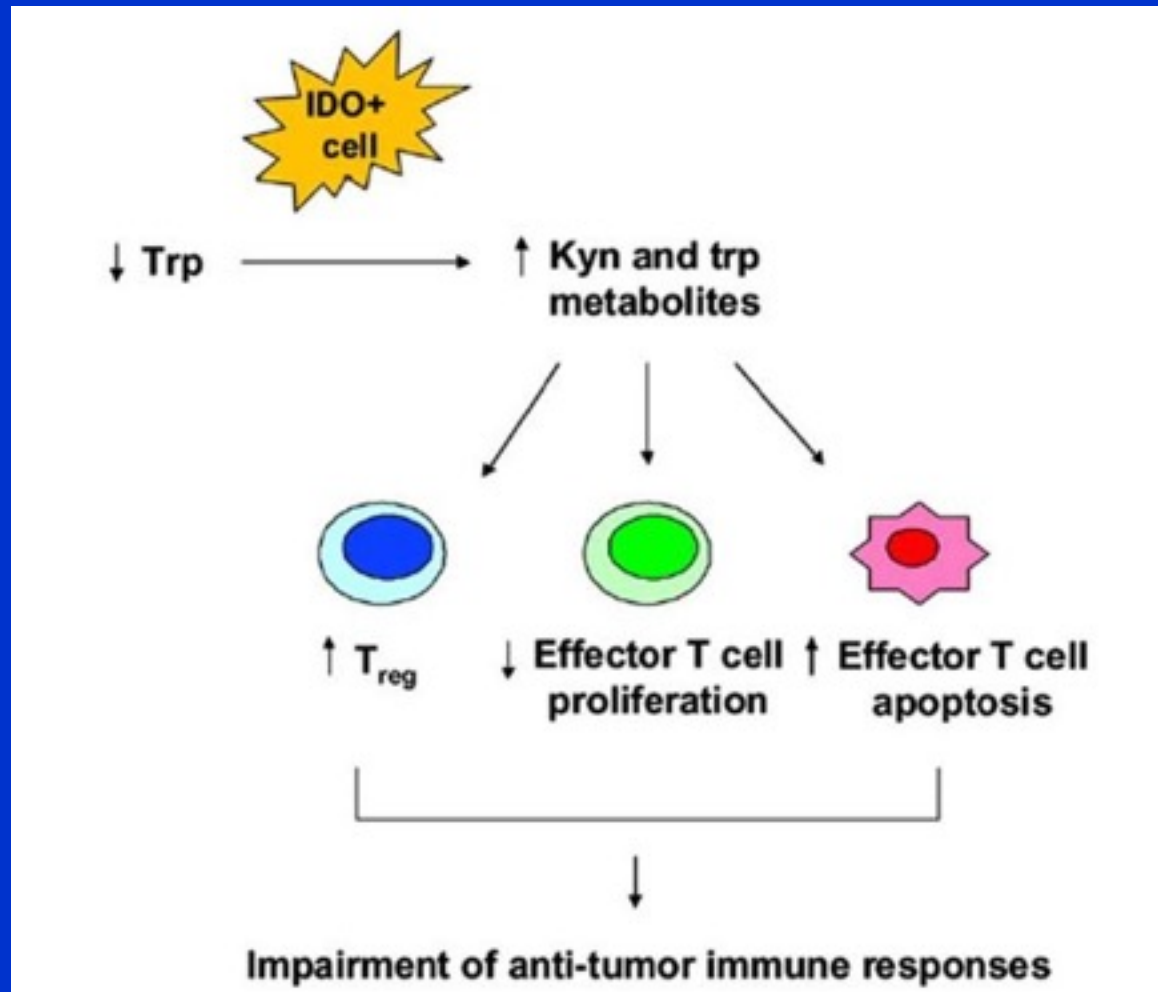 IDO+
cell
↓ Trp
↑ Kyn and trp
metabolites
↑ Treg
↓ Effector T cell
proliferation
↑ Effector T cell
apoptosis
Impairment of anti-tumor immune responses